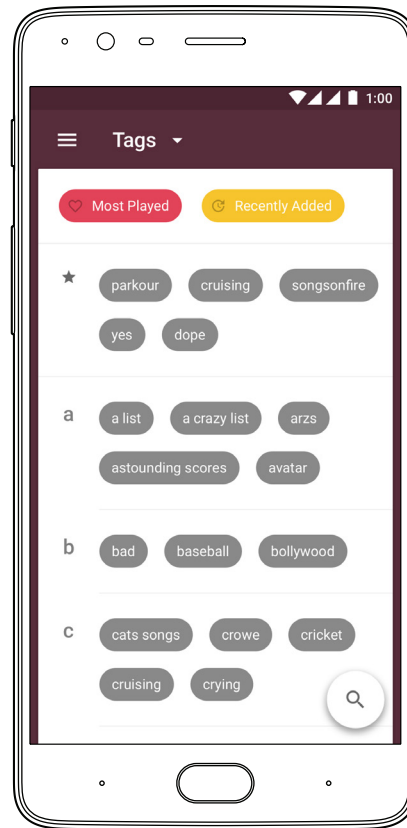 1:00
Tags
Most Played Recently Added
parkour cruising songsonfire
yes dope
a a list a crazy list arzs
astounding scores avatar
b bad baseball bollywood
c cats songs crowe cricket
cruising crying